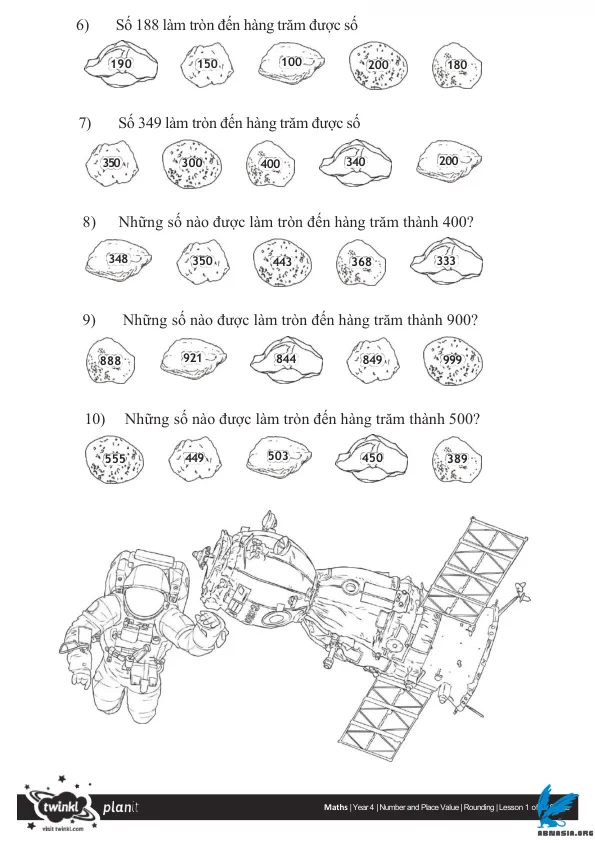 6) Số 188 làm tròn đến hàng trăm được số
190 150 100 200 180
7) Số 349 làm tròn đến hàng trăm được số
350 300 400 340 200
8) Những số nào được làm tròn đến hàng trăm thành 400?
348 350 443 368 333
9) Những số nào được làm tròn đến hàng trăm thành 900?
888 921 844 849 999
10) Những số nào được làm tròn đến hàng trăm thành 500?
555 449 503 450 389
twinkl planit
visit twinkl.com
Maths | Year 4 | Number and Place Value | Rounding | Lesson 1 of
ABNASIA.ORG